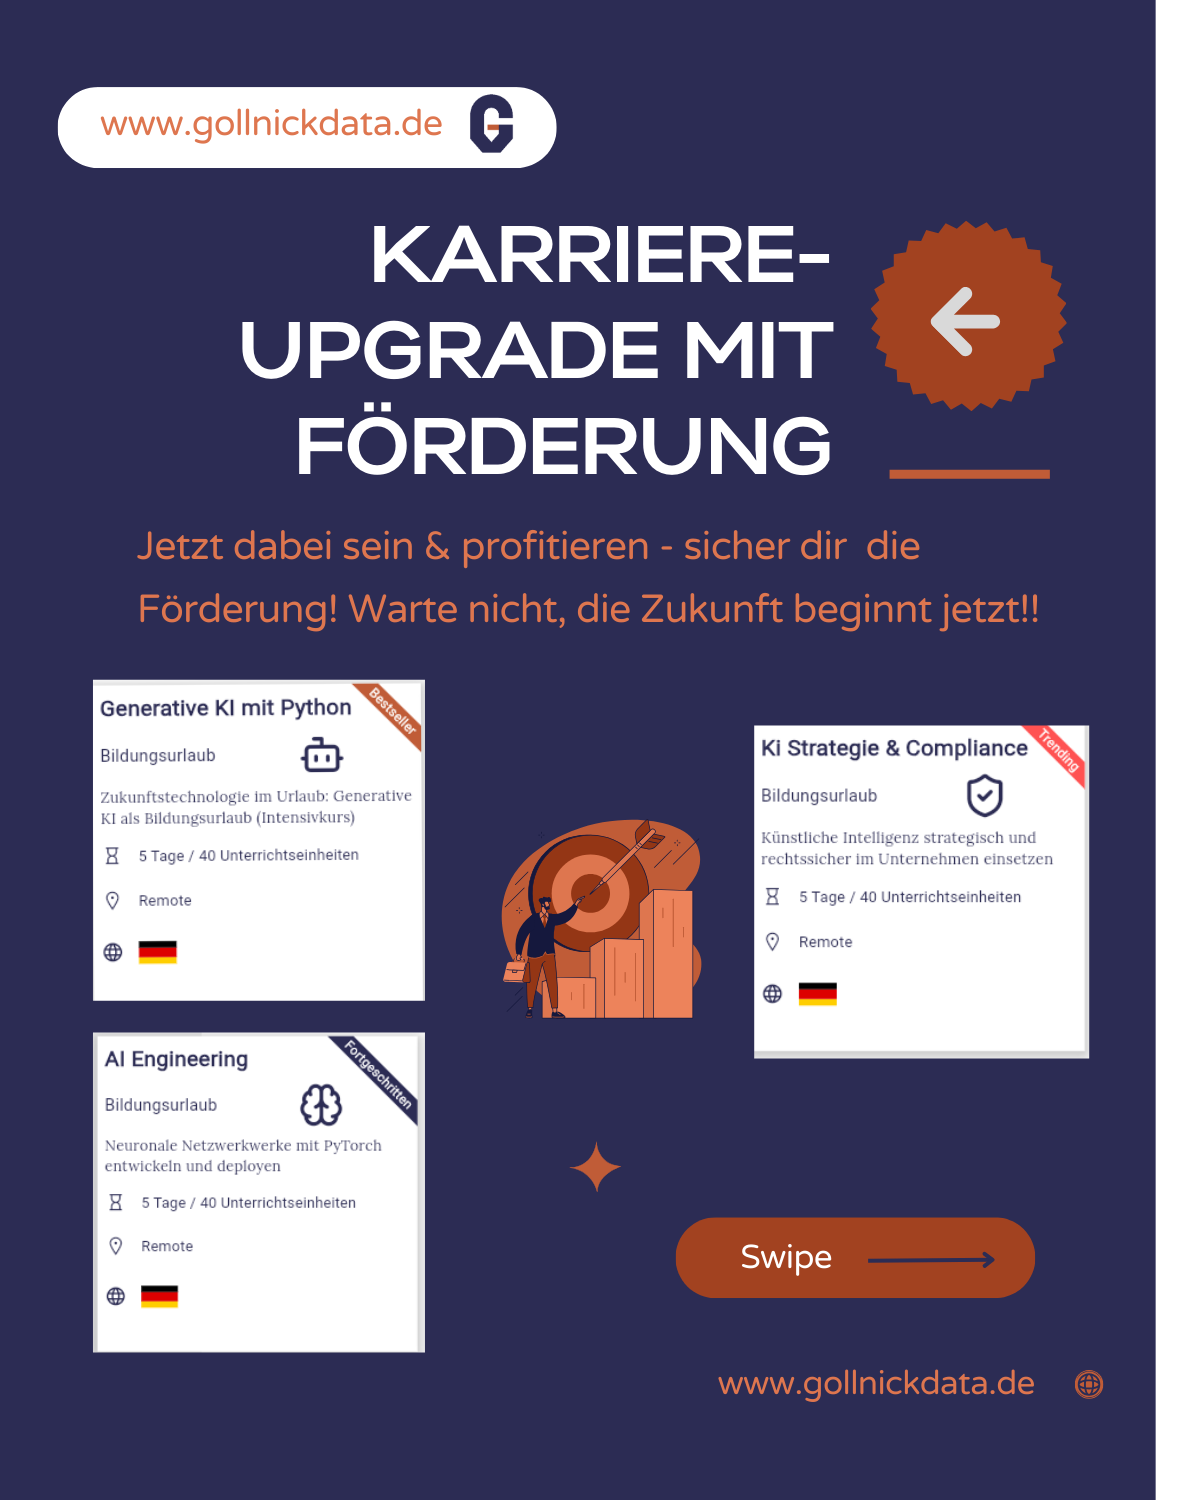 www.gollnickdata.de
KARRIERE-
UPGRADE MIT
FÖRDERUNG
Jetzt dabei sein & profitieren - sicher dir die
Förderung! Warte nicht, die Zukunft beginnt jetzt!!
Generative KI mit Python
Bestseller
Bildungsurlaub
Zukunftstechnologie im Urlaub: Generative
KI als Bildungsurlaub (Intensivkurs)
5 Tage / 40 Unterrichtseinheiten
Remote
Ki Strategie & Compliance
Trending
Bildungsurlaub
Künstliche Intelligenz strategisch und
rechtssicher im Unternehmen einsetzen
5 Tage / 40 Unterrichtseinheiten
Remote
AI Engineering
Fortgeschritten
Bildungsurlaub
Neuronale Netzwerkwerke mit PyTorch
entwickeln und deployen
5 Tage / 40 Unterrichtseinheiten
Remote
Swipe
www.gollnickdata.de